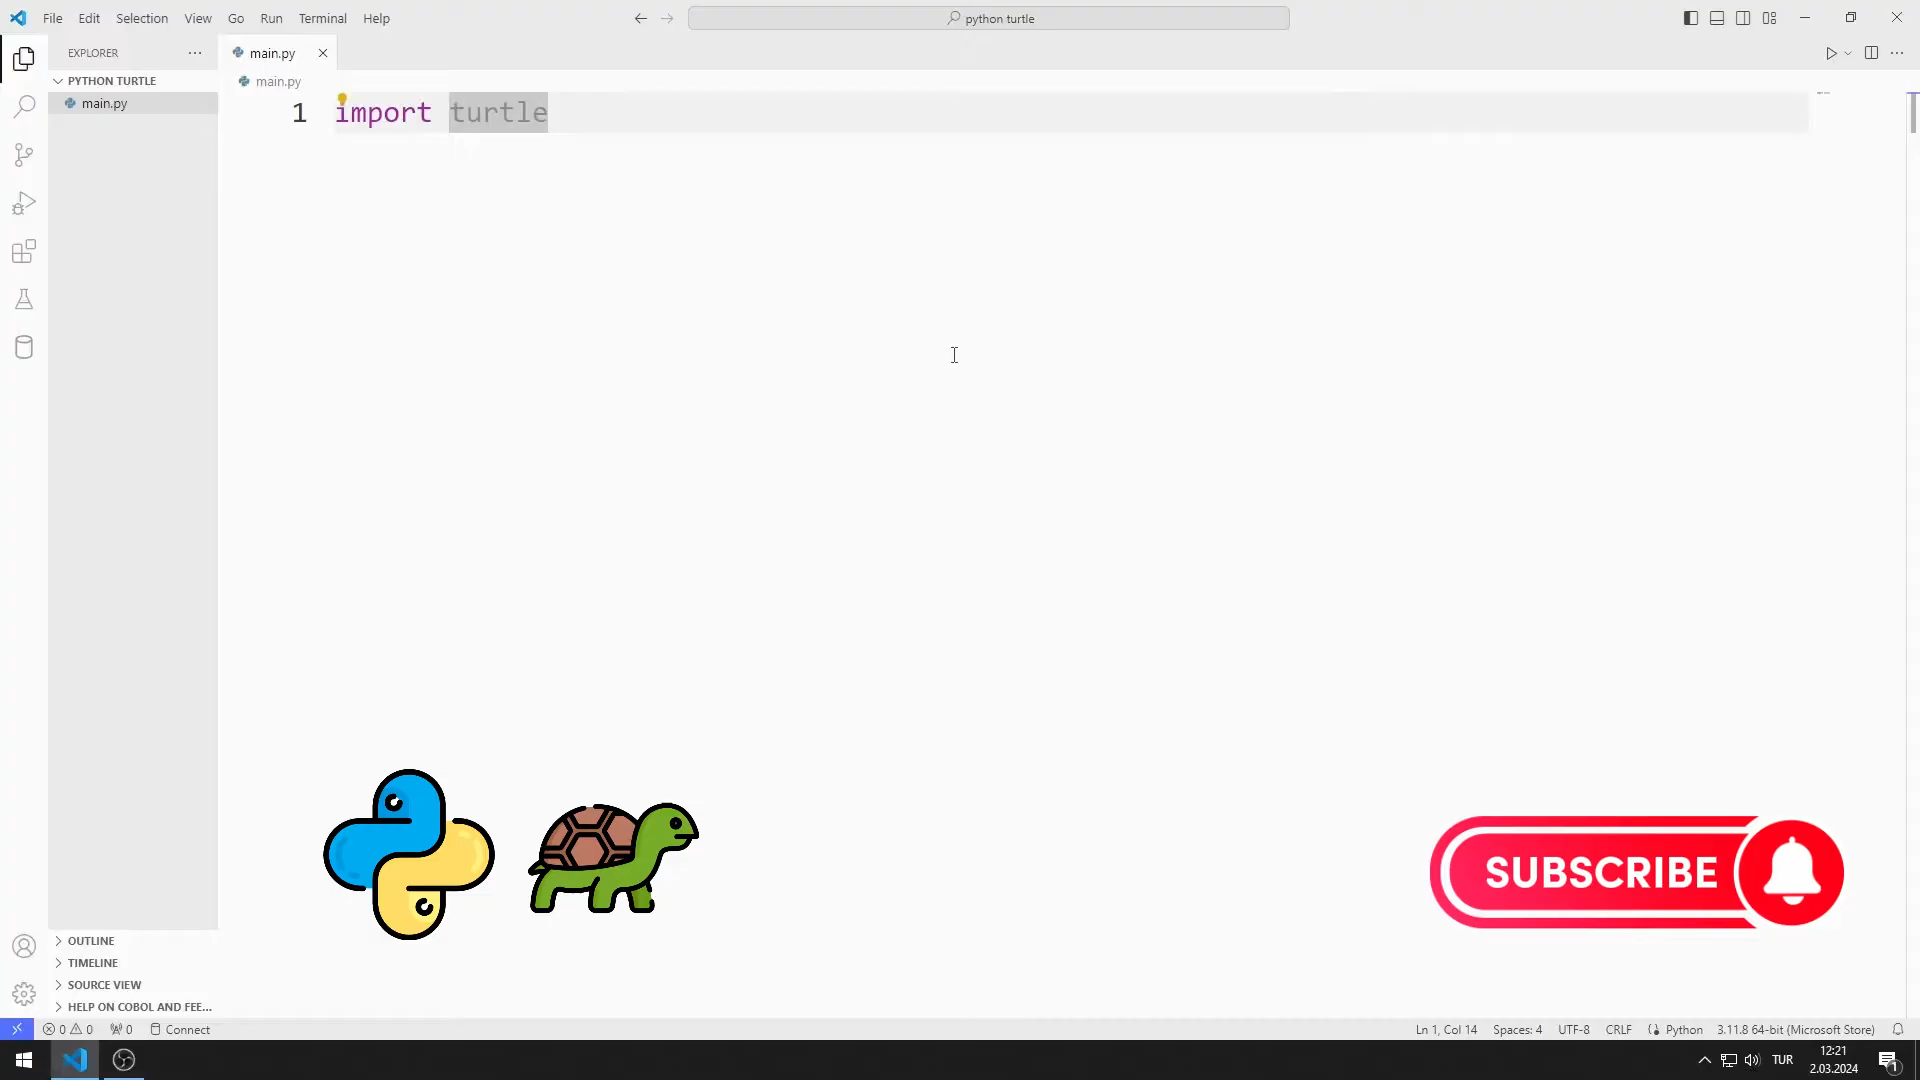 File Edit Selection View Go Run Terminal Help
python turtle
EXPLORER
main.py
PYTHON TURTLE
main.py
main.py
1 import turtle
SUBSCRIBE
OUTLINE
TIMELINE
SOURCE VIEW
HELP ON COBOL AND FEE...
0 0 0 Connect
Ln 1, Col 14 Spaces: 4 UTF-8 CRLF Python 3.11.8 64-bit (Microsoft Store)
TUR
12:21
2.03.2024
1